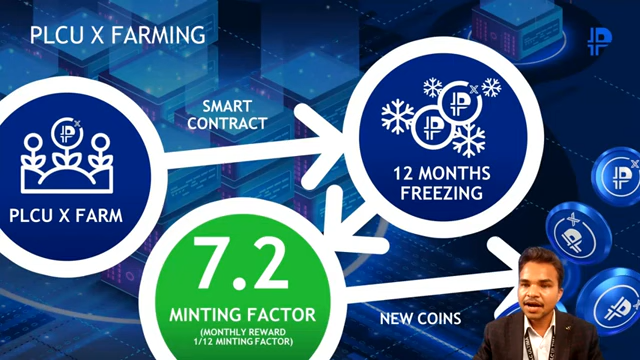 PLCU X FARMING
SMART
CONTRACT
12 MONTHS
FREEZING
PLCU X FARM
7.2
MINTING FACTOR
(MONTHLY REWARD
1/12 MINTING FACTOR)
NEW COINS